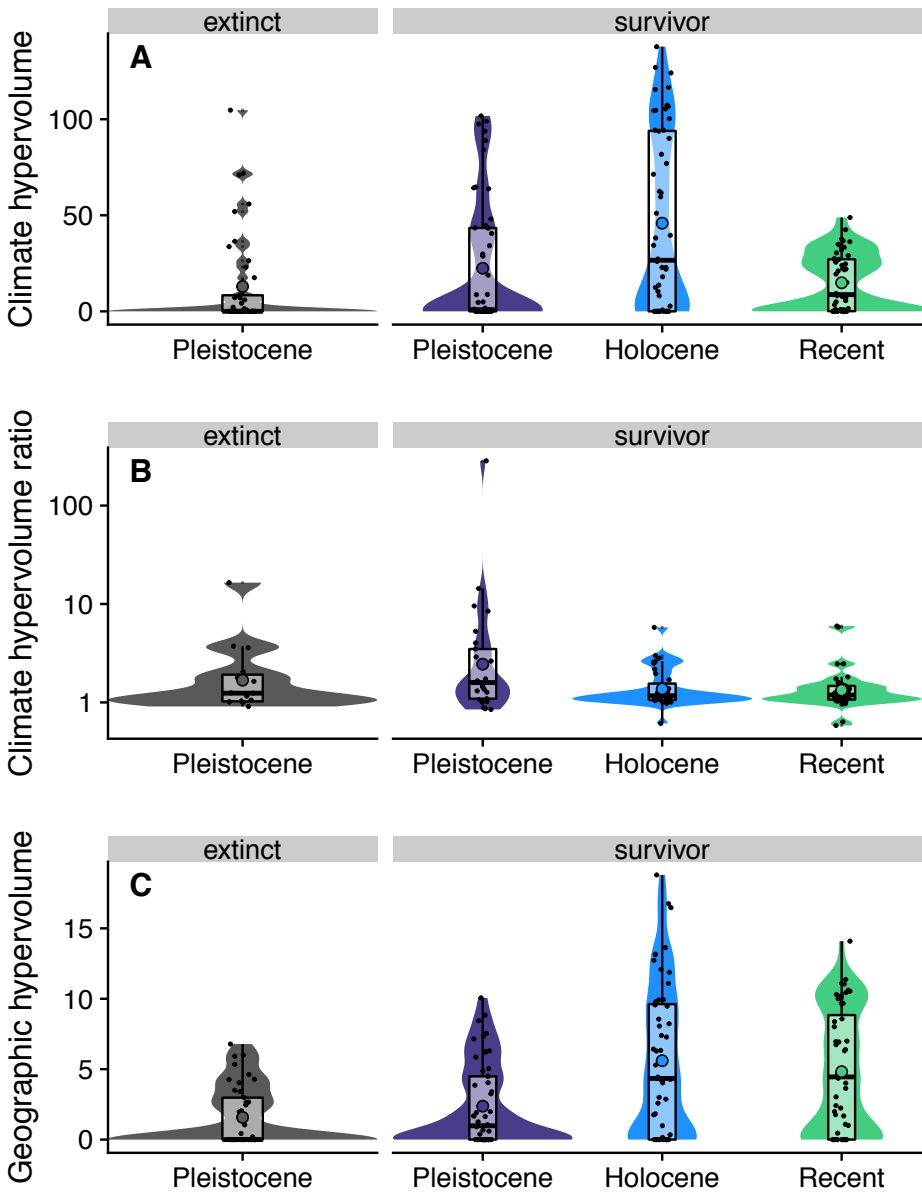 extinct survivor
A
Climate hypervolume
100
50
0
Pleistocene Pleistocene Holocene Recent
extinct survivor
B
Climate hypervolume ratio
100
10
1
Pleistocene Pleistocene Holocene Recent
extinct survivor
C
Geographic hypervolume
15
10
5
0
Pleistocene Pleistocene Holocene Recent